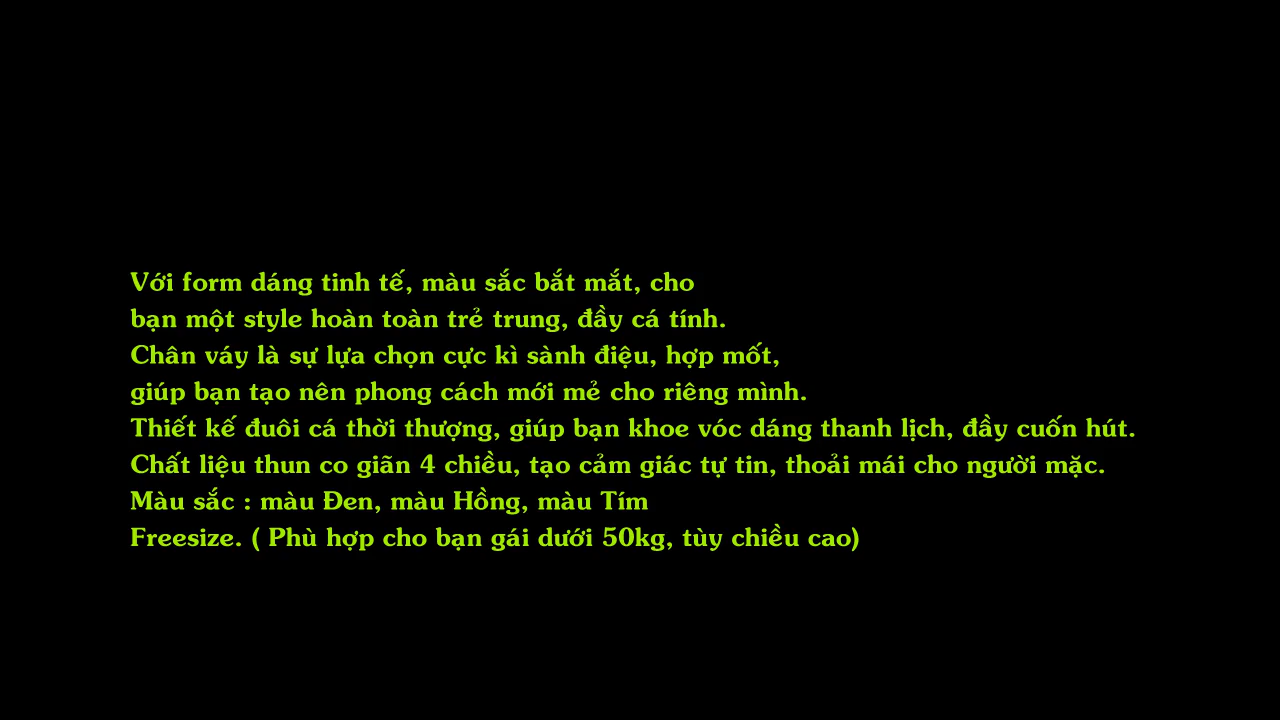 Với form dáng tinh tế, màu sắc bắt mắt, cho
bạn một style hoàn toàn trẻ trung, đầy cá tính.
Chân váy là sự lựa chọn cực kì sành điệu, hợp mốt,
giúp bạn tạo nên phong cách mới mẻ cho riêng mình.
Thiết kế đuôi cá thời thượng, giúp bạn khoe vóc dáng thanh lịch, đầy cuốn hút.
Chất liệu thun co giãn 4 chiều, tạo cảm giác tự tin, thoải mái cho người mặc.
Màu sắc : màu Đen, màu Hồng, màu Tím
Freesize. ( Phù hợp cho bạn gái dưới 50kg, tùy chiều cao)